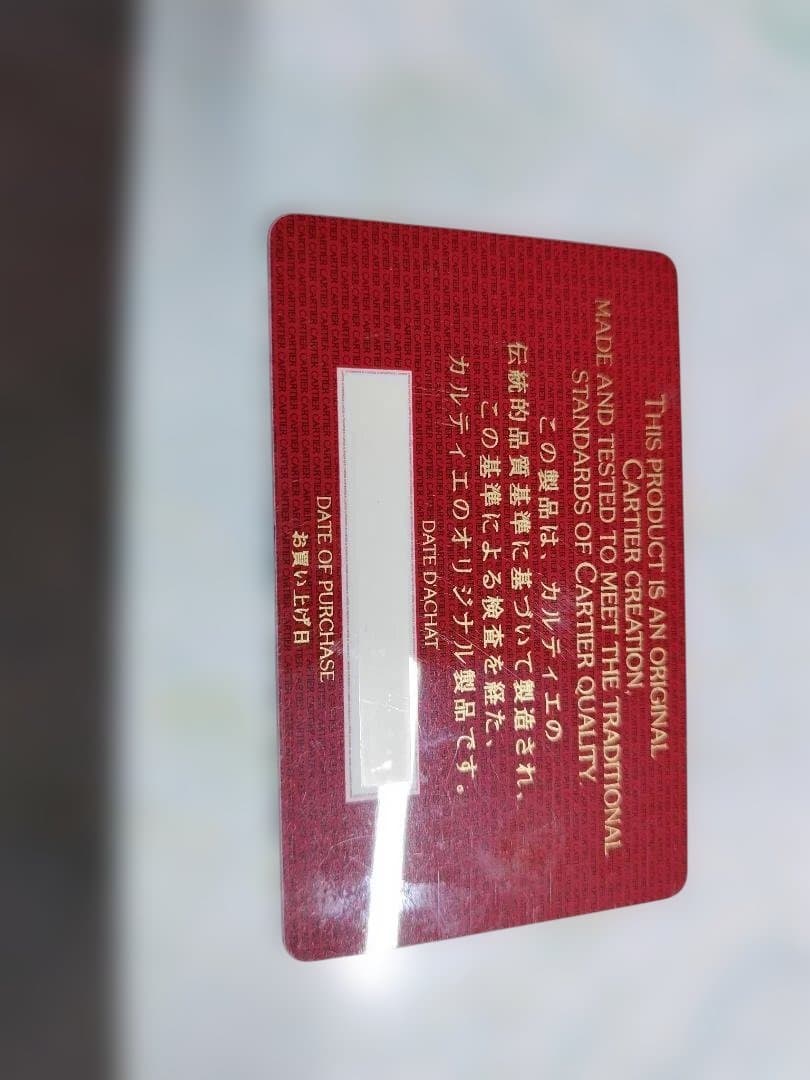 THIS PRODUCT IS AN ORIGINAL
CARTIER CREATION,
MADE AND TESTED TO MEET THE TRADITIONAL
STANDARDS OF CARTIER QUALITY.
この製品は、カルティエの
伝統的品質基準に基づいて製造され、
この基準による検査を経た、
カルティエのオリジナル製品です。
DATE D'ACHAT
DATE OF PURCHASE
お買い上げ日